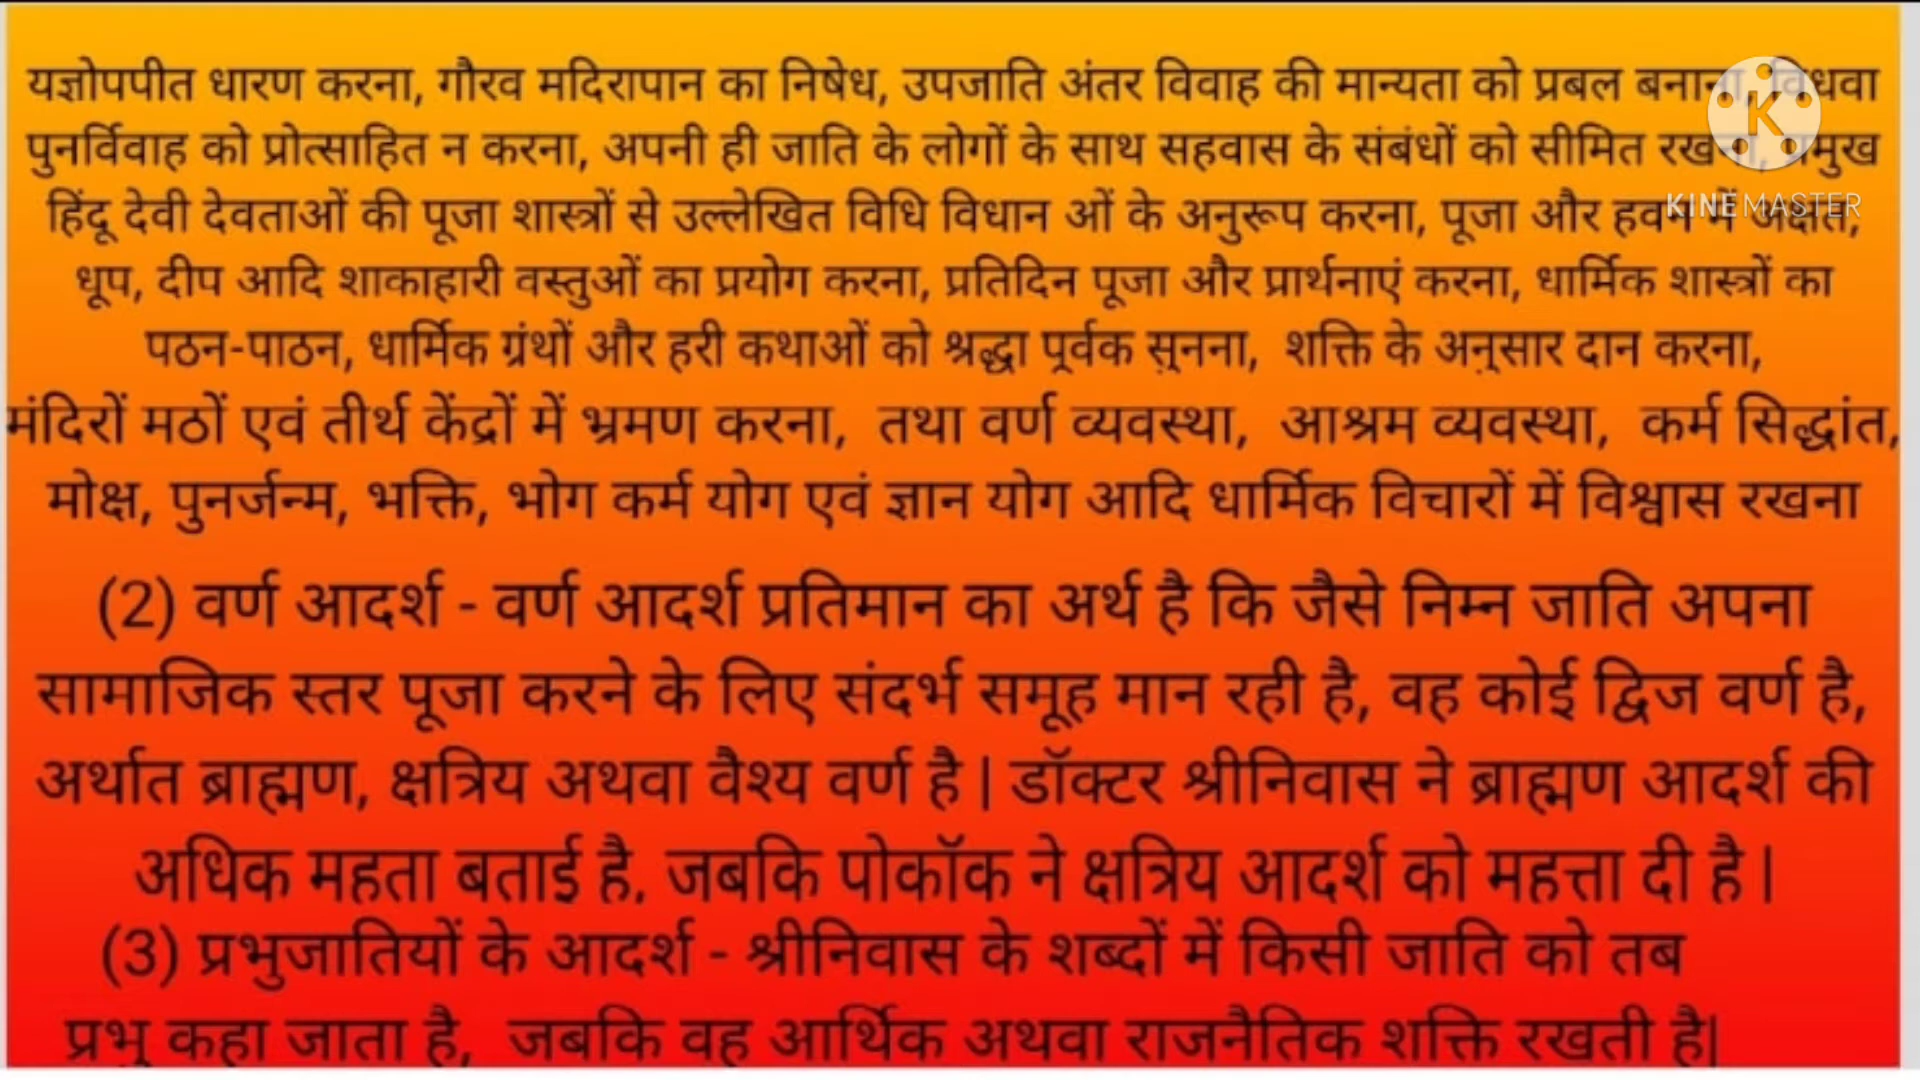 यज्ञोपपीत धारण करना, गौरव मदिरापान का निषेध, उपजाति अंतर विवाह की मान्यता को प्रबल बनाना, विधवा
पुनर्विवाह को प्रोत्साहित न करना, अपनी ही जाति के लोगों के साथ सहवास के संबंधों को सीमित रखना,
हिंदू देवी देवताओं की पूजा शास्त्रों से उल्लेखित विधि विधान ओं के अनुरूप करना, पूजा और हवन में अक्षत,
धूप, दीप आदि शाकाहारी वस्तुओं का प्रयोग करना, प्रतिदिन पूजा और प्रार्थनाएं करना, धार्मिक शास्त्रों का
पठन-पाठन, धार्मिक ग्रंथों और हरी कथाओं को श्रद्धा पूर्वक सुनना, शक्ति के अनुसार दान करना,
मंदिरों मठों एवं तीर्थ केंद्रों में भ्रमण करना, तथा वर्ण व्यवस्था, आश्रम व्यवस्था, कर्म सिद्धांत,
मोक्ष, पुनर्जन्म, भक्ति, भोग कर्म योग एवं ज्ञान योग आदि धार्मिक विचारों में विश्वास रखना
(2) वर्ण आदर्श - वर्ण आदर्श प्रतिमान का अर्थ है कि जैसे निम्न जाति अपना
सामाजिक स्तर पूजा करने के लिए संदर्भ समूह मान रही है, वह कोई द्विज वर्ण है,
अर्थात ब्राह्मण, क्षत्रिय अथवा वैश्य वर्ण है | डॉक्टर श्रीनिवास ने ब्राह्मण आदर्श की
अधिक महता बताई है, जबकि पोकॉक ने क्षत्रिय आदर्श को महत्ता दी है |
(3) प्रभुजातियों के आदर्श - श्रीनिवास के शब्दों में किसी जाति को तब
प्रभु कहा जाता है, जबकि वह आर्थिक अथवा राजनैतिक शक्ति रखती है|
K
KINEMASTER